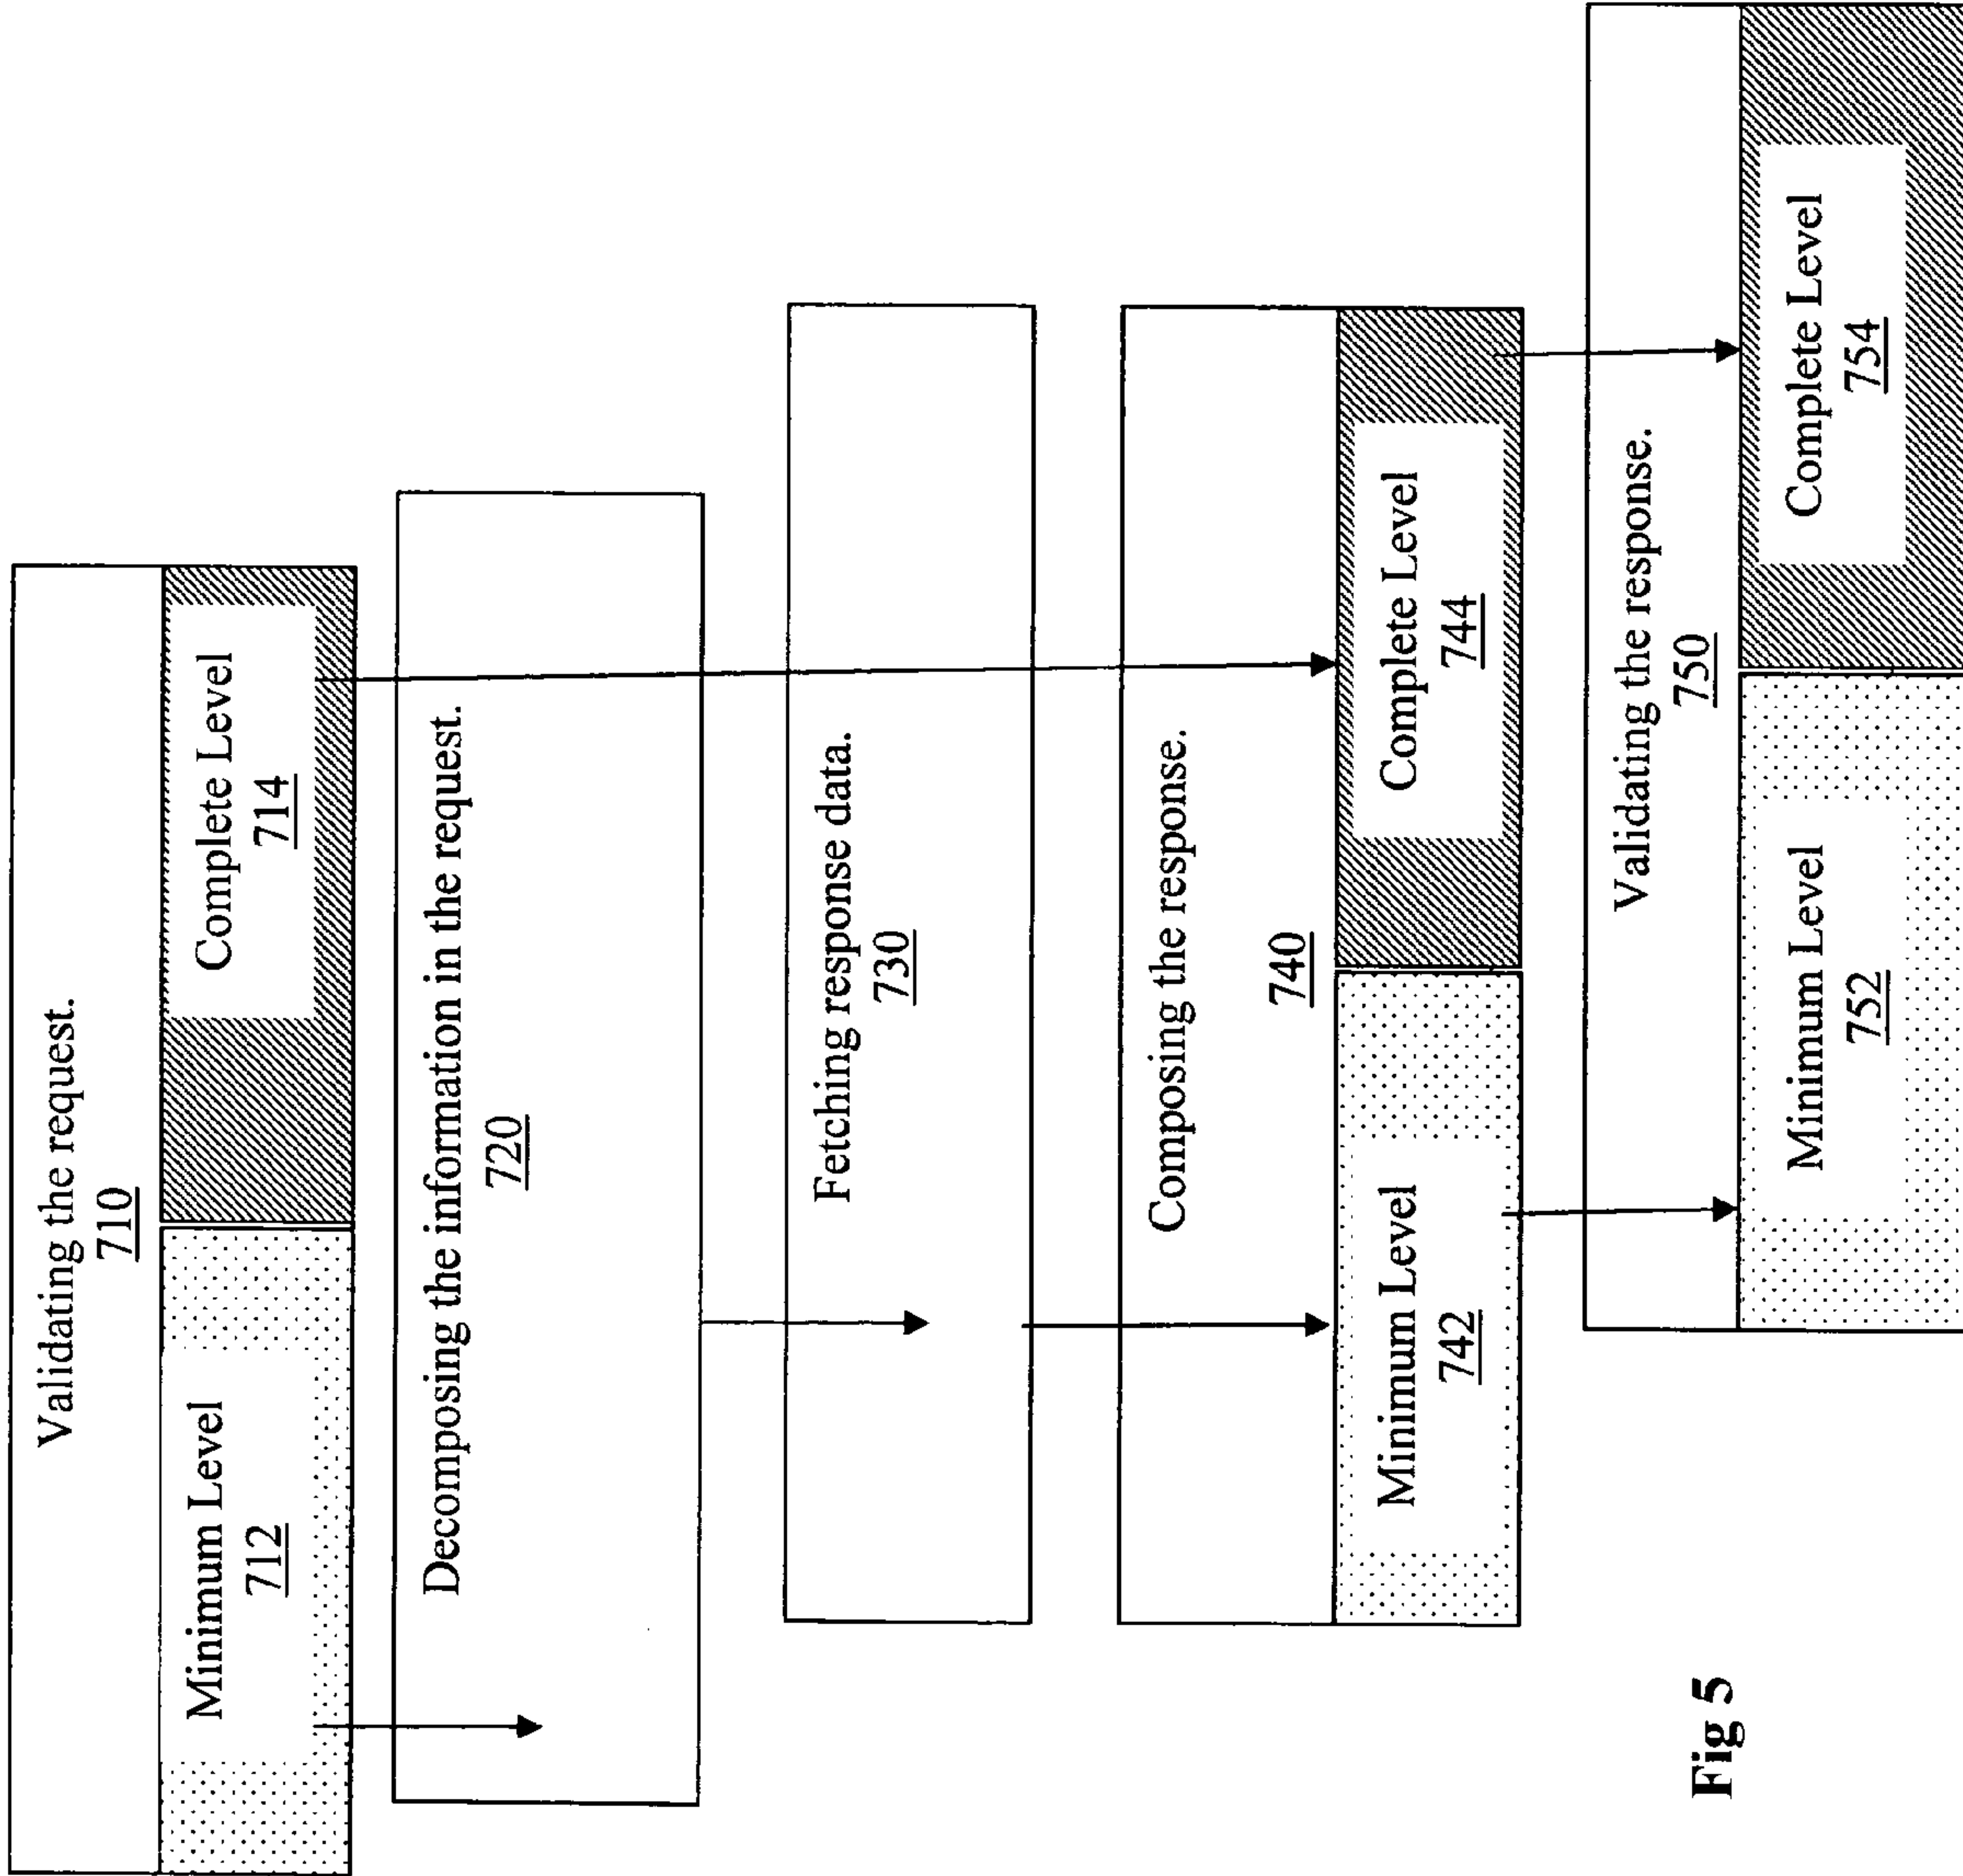 Validating the request.
710
Minimum Level
712
Complete Level
714
Decomposing the information in the request.
720
Fetching response data.
730
Composing the response.
740
Minimum Level
742
Complete Level
744
Validating the response.
750
Minimum Level
752
Complete Level
754
Fig 5